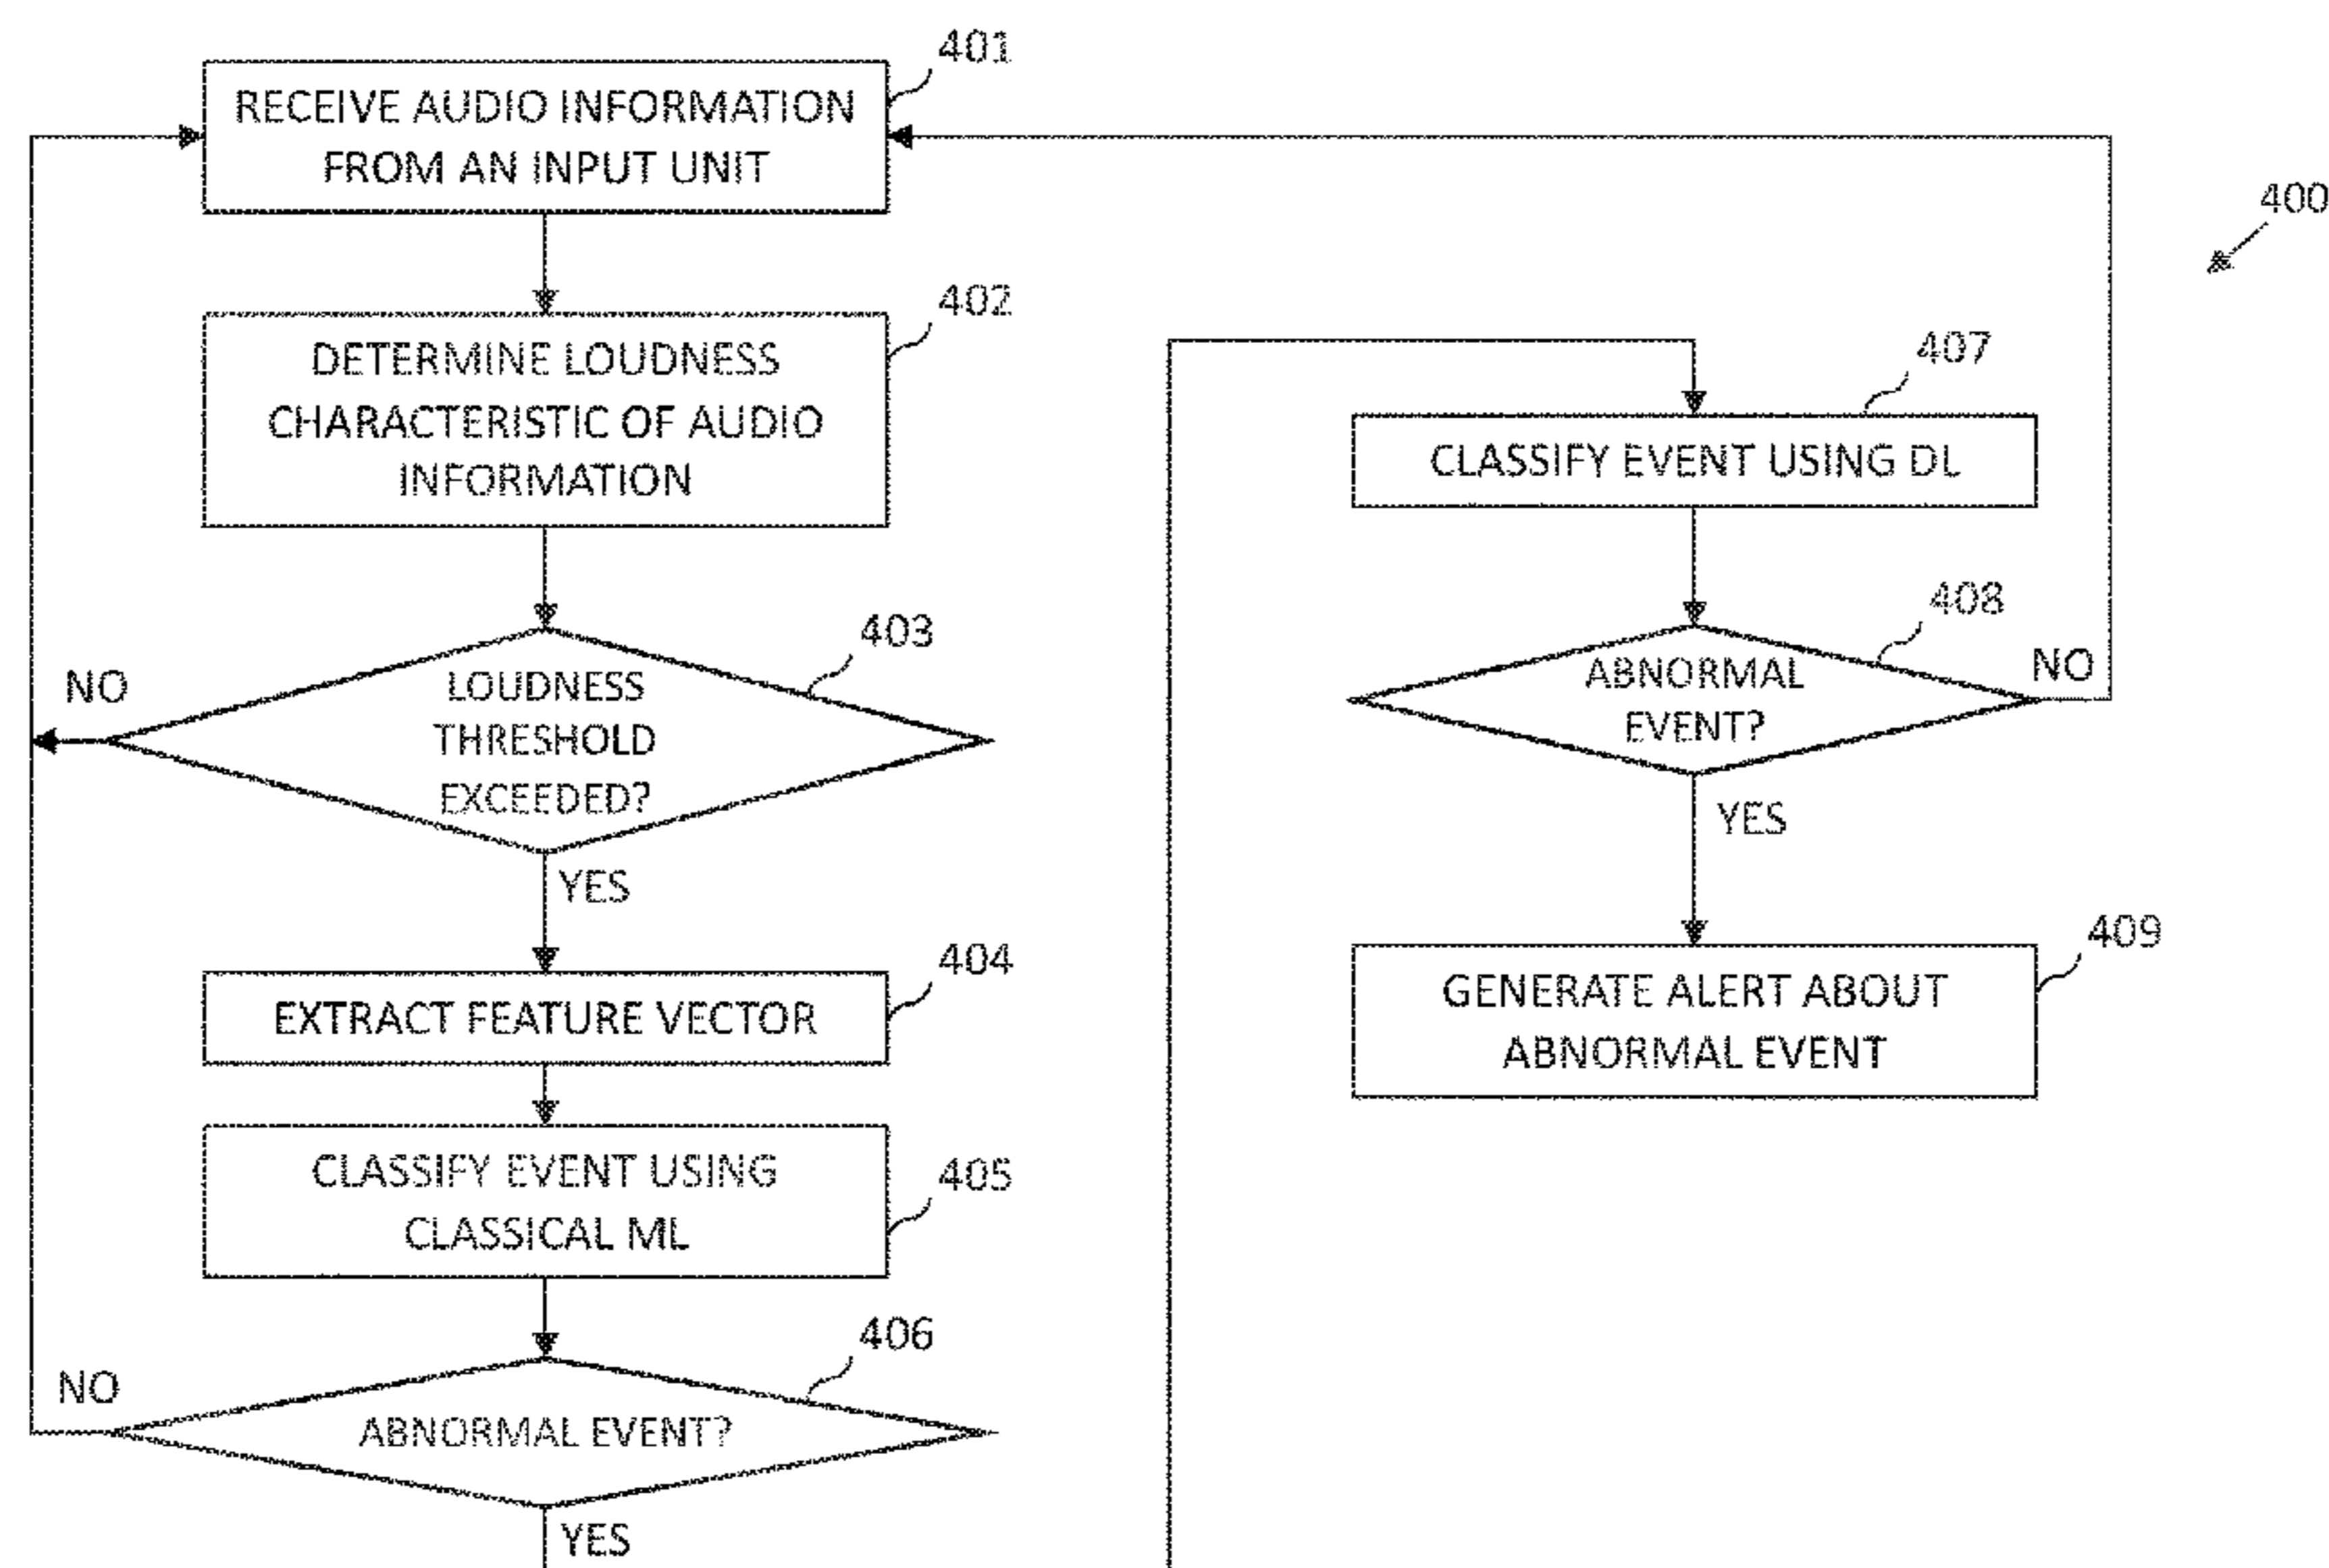 401
RECEIVE AUDIO INFORMATION
FROM AN INPUT UNIT
402
DETERMINE LOUDNESS
CHARACTERISTIC OF AUDIO
INFORMATION
403
NO
LOUDNESS
THRESHOLD
EXCEEDED?
YES
404
EXTRACT FEATURE VECTOR
405
CLASSIFY EVENT USING
CLASSICAL ML
406
NO
ABNORMAL EVENT?
YES
400
407
CLASSIFY EVENT USING DL
408
NO
ABNORMAL
EVENT?
YES
409
GENERATE ALERT ABOUT
ABNORMAL EVENT